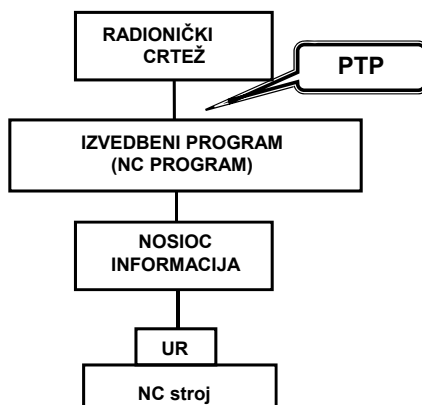 RADIONIČKI
CRTEŽ
PTP
IZVEDBENI PROGRAM
(NC PROGRAM)
NOSIOC
INFORMACIJA
UR
NC stroj